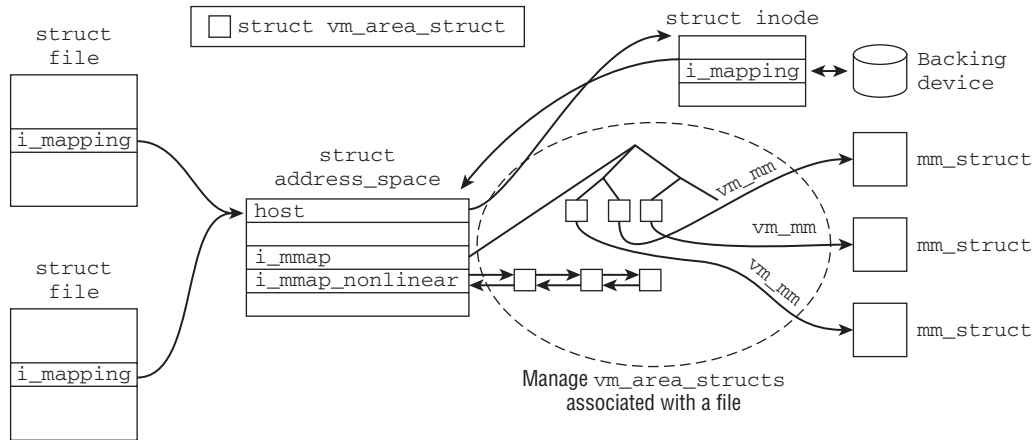 struct vm_area_struct
struct
file
i_mapping
struct
file
i_mapping
struct
address_space
host
i_mmap
i_mmap_nonlinear
struct inode
i_mapping
Backing
device
vm_mm
mm_struct
vm_mm
mm_struct
vm_mm
mm_struct
Manage vm_area_structs
associated with a file